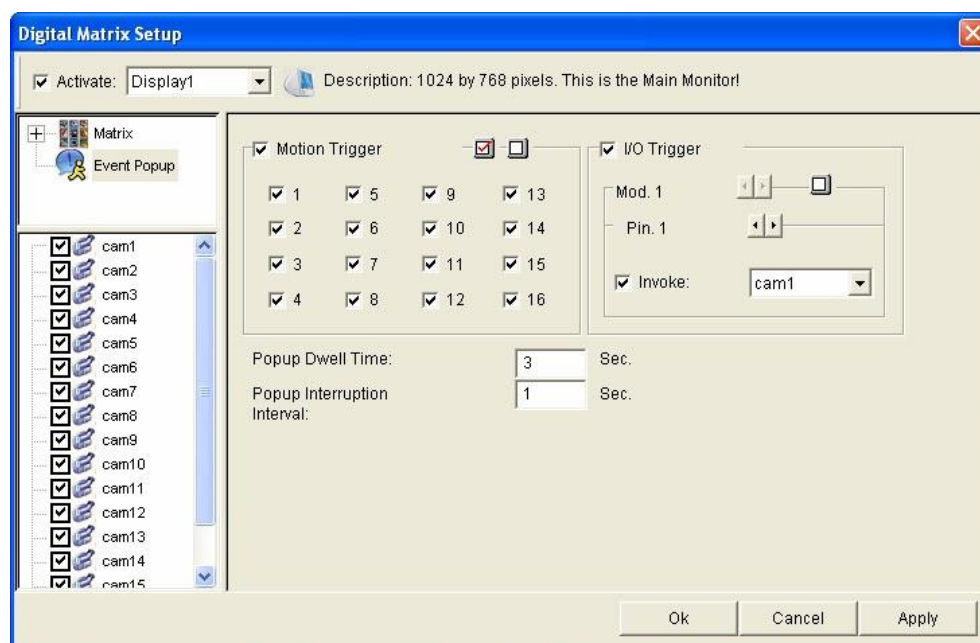 Digital Matrix Setup
Activate: Display1 Description: 1024 by 768 pixels. This is the Main Monitor!
Matrix
Event Popup
cam1
cam2
cam3
cam4
cam5
cam6
cam7
cam8
cam9
cam10
cam11
cam12
cam13
cam14
cam15
Motion Trigger
1 5 9 13
2 6 10 14
3 7 11 15
4 8 12 16
I/O Trigger
Mod. 1
Pin. 1
Invoke: cam1
Popup Dwell Time: 3 Sec.
Popup Interruption Interval: 1 Sec.
Ok Cancel Apply